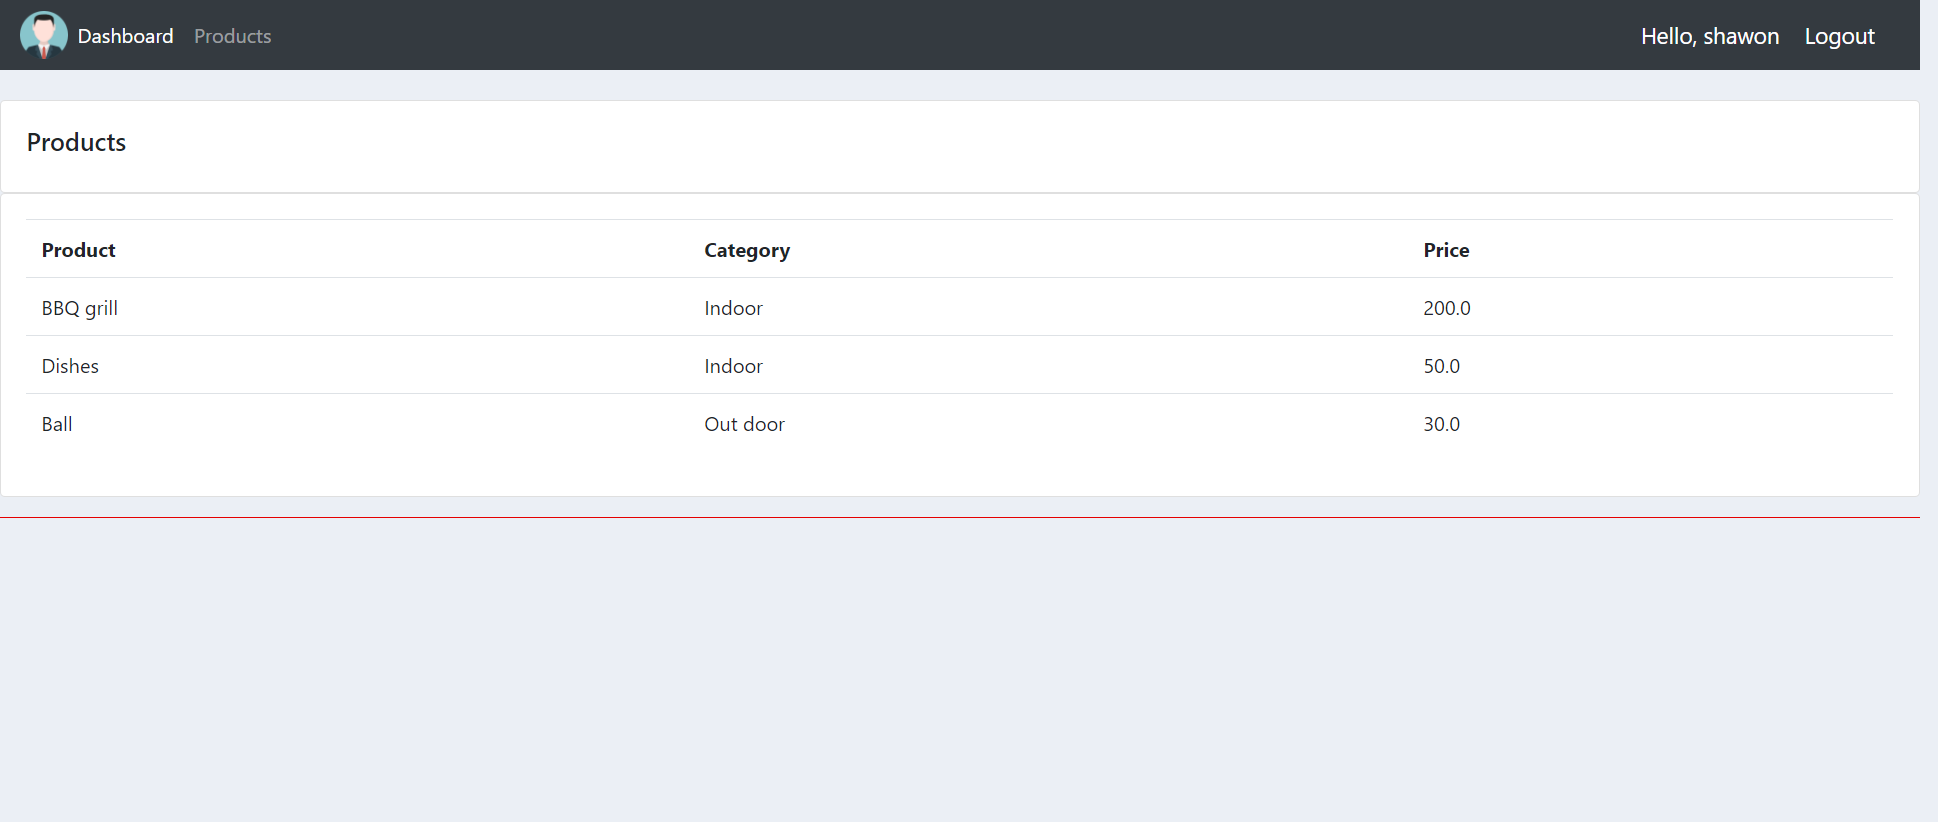 Dashboard Products Hello, shawon Logout
Products
Product Category Price
BBQ grill Indoor 200.0
Dishes Indoor 50.0
Ball Out door 30.0